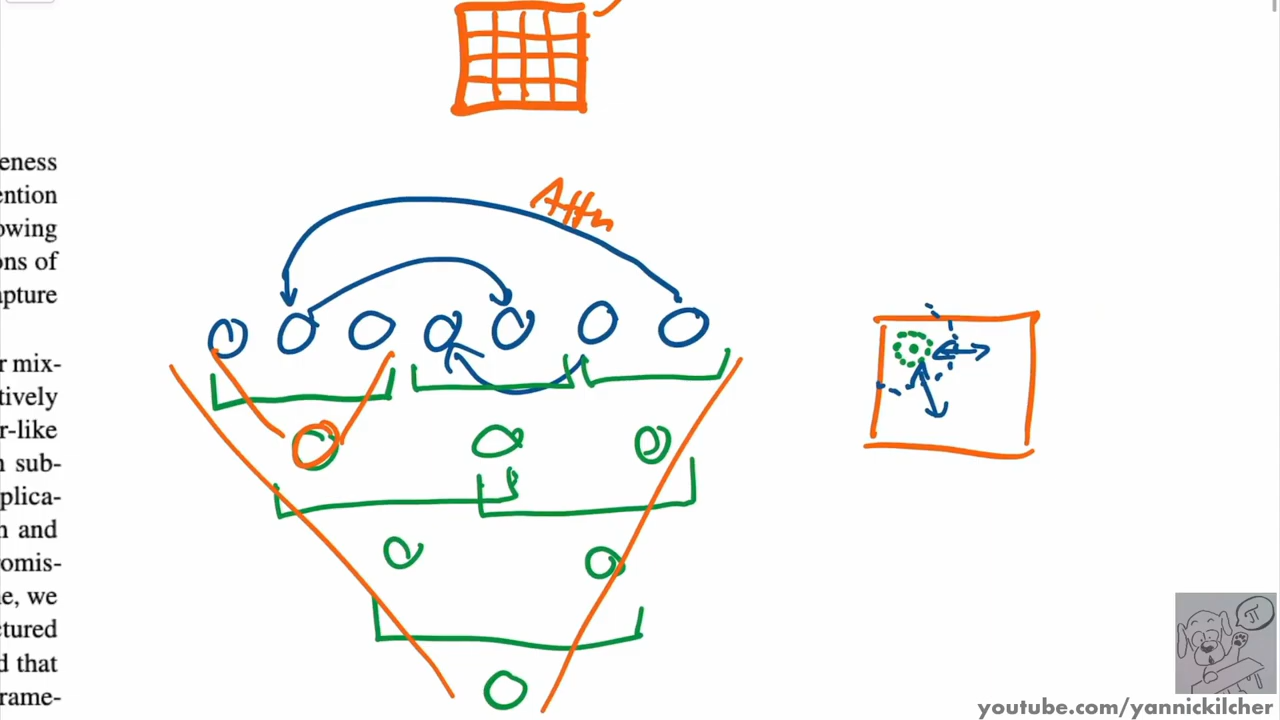 eness
ention
owing
ons of
apture
Attn
r mix-
tively
r-like
n sub-
plica-
n and
romis-
e, we
ctured
d that
rame-
π
youtube.com/yannickilcher